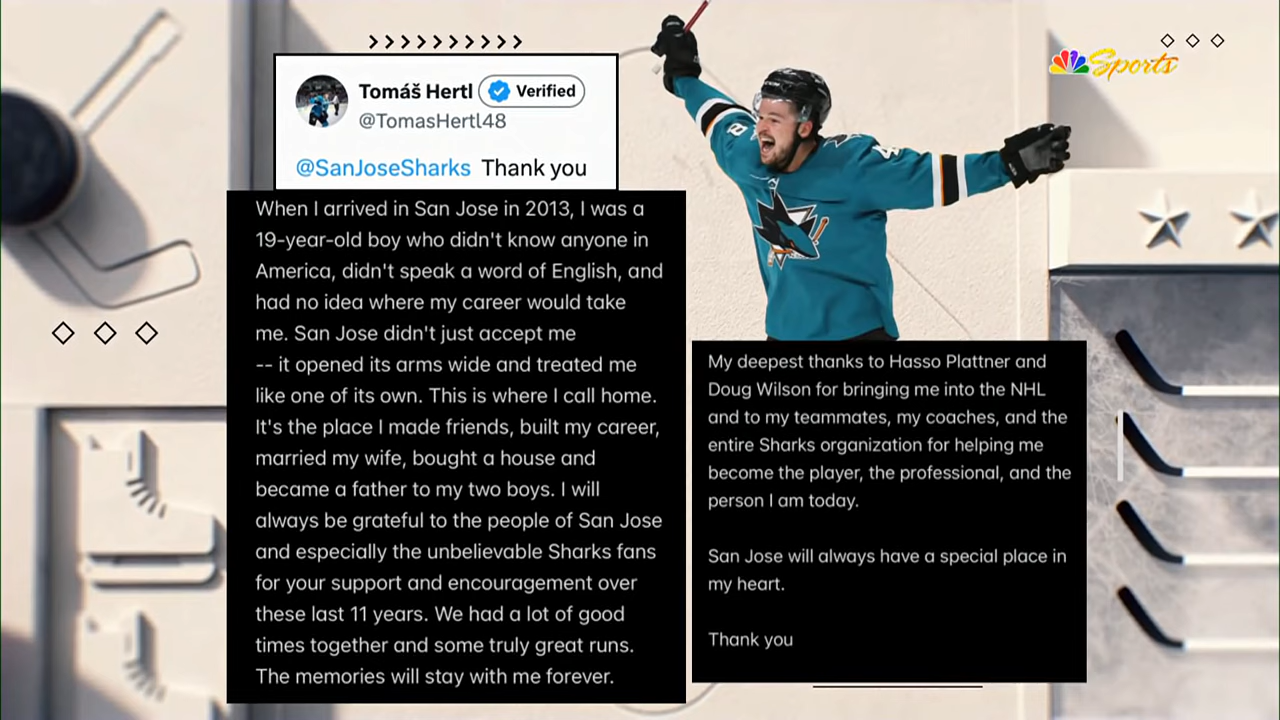 Sports
Tomáš Hertl Verified
@TomasHertl48
@SanJoseSharks Thank you
When I arrived in San Jose in 2013, I was a
19-year-old boy who didn't know anyone in
America, didn't speak a word of English, and
had no idea where my career would take
me. San Jose didn't just accept me
-- it opened its arms wide and treated me
like one of its own. This is where I call home.
It's the place I made friends, built my career,
married my wife, bought a house and
became a father to my two boys. I will
always be grateful to the people of San Jose
and especially the unbelievable Sharks fans
for your support and encouragement over
these last 11 years. We had a lot of good
times together and some truly great runs.
The memories will stay with me forever.
My deepest thanks to Hasso Plattner and
Doug Wilson for bringing me into the NHL
and to my teammates, my coaches, and the
entire Sharks organization for helping me
become the player, the professional, and the
person I am today.
San Jose will always have a special place in
my heart.
Thank you